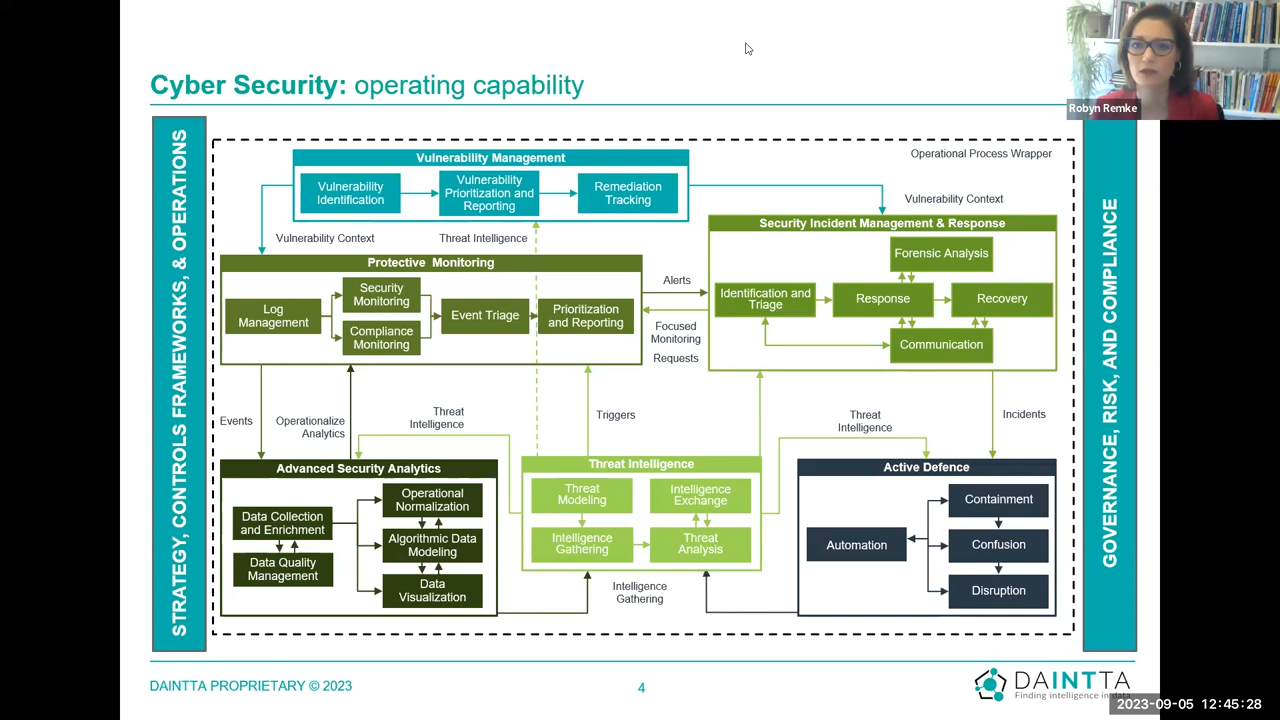 Cyber Security: operating capability
Robyn Remke
STRATEGY, CONTROLS FRAMEWORKS, & OPERATIONS
GOVERNANCE, RISK, AND COMPLIANCE
Operational Process Wrapper
Vulnerability Management
Vulnerability
Identification
Vulnerability
Prioritization and
Reporting
Remediation
Tracking
Vulnerability Context
Threat Intelligence
Vulnerability Context
Protective Monitoring
Log
Management
Security
Monitoring
Compliance
Monitoring
Event Triage
Prioritization
and Reporting
Alerts
Focused
Monitoring
Requests
Security Incident Management & Response
Forensic Analysis
Identification and
Triage
Response
Recovery
Communication
Events
Operationalize
Analytics
Threat
Intelligence
Triggers
Threat
Intelligence
Incidents
Advanced Security Analytics
Data Collection
and Enrichment
Data Quality
Management
Operational
Normalization
Algorithmic Data
Modeling
Data
Visualization
Threat Intelligence
Threat
Modeling
Intelligence
Exchange
Intelligence
Gathering
Threat
Analysis
Intelligence
Gathering
Active Defence
Automation
Containment
Confusion
Disruption
DAINTTA PROPRIETARY © 2023
4
DAINTTA
Finding intelligence in data
2023-09-05 12:45:28